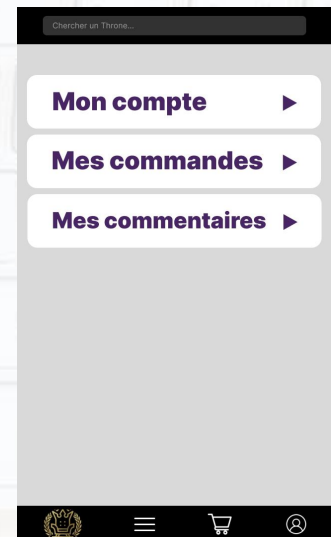 Chercher un Throne...
Mon compte
Mes commandes
Mes commentaires